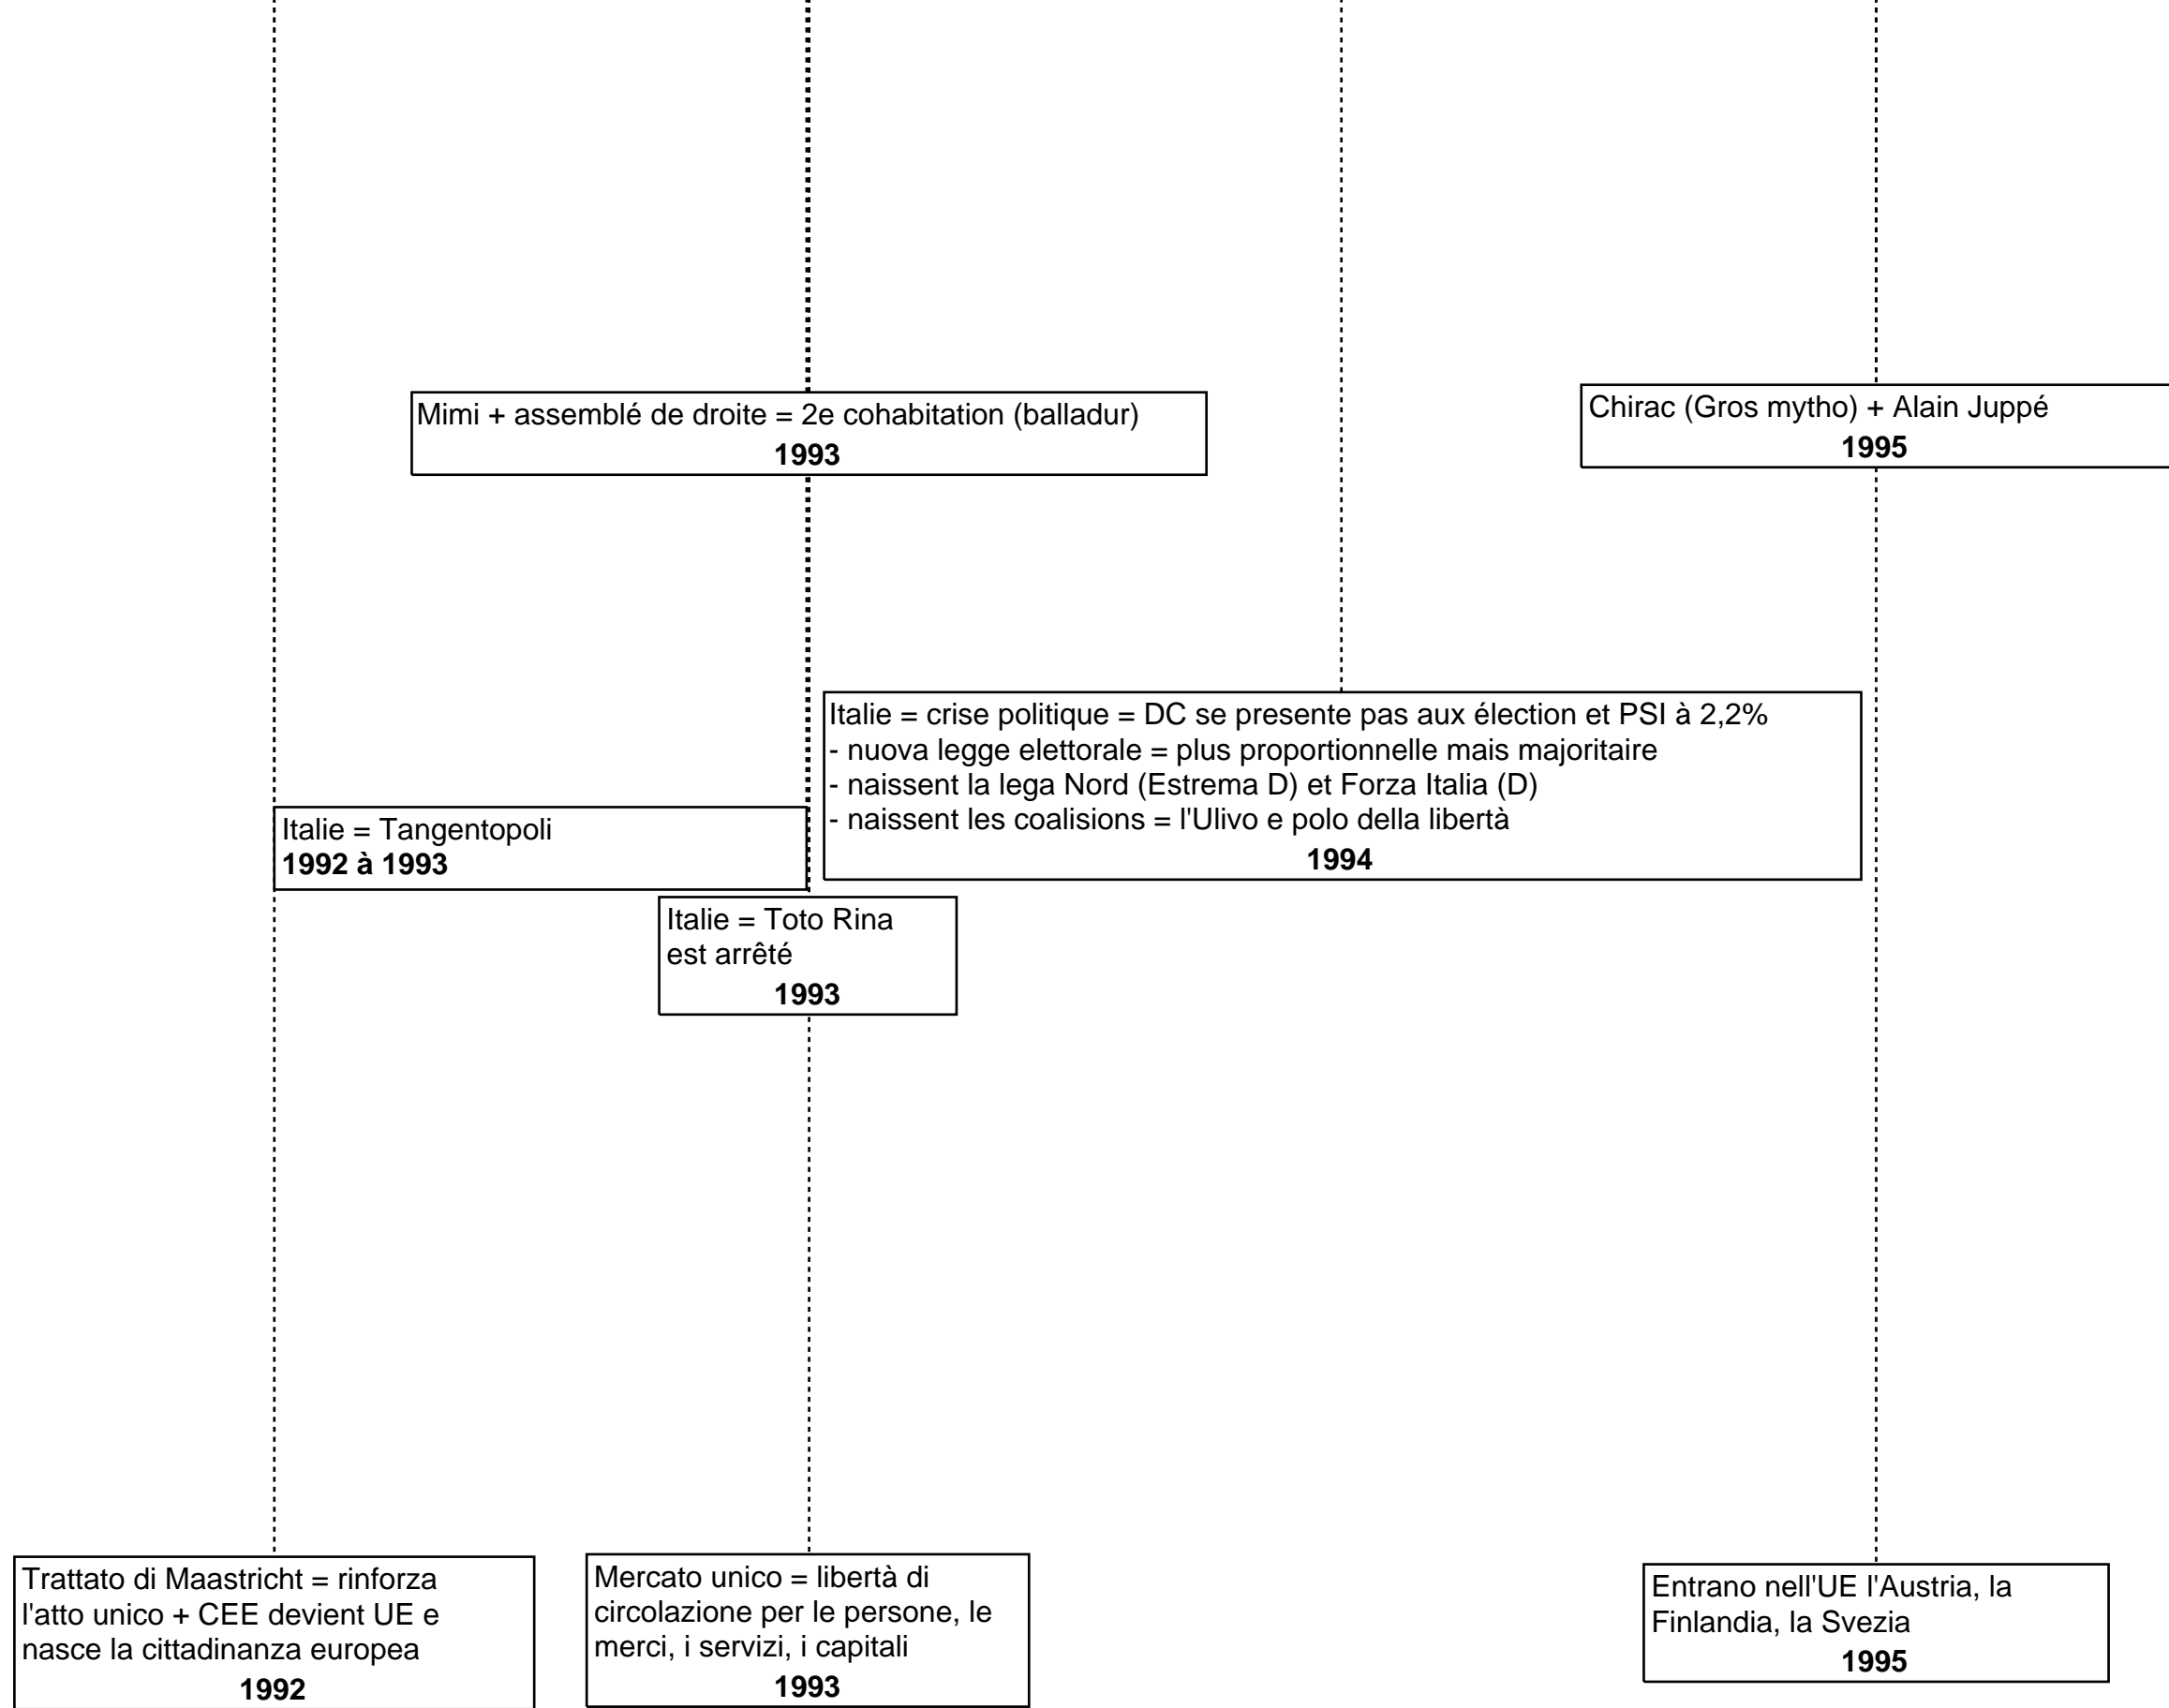 Mimi + assemblé de droite = 2e cohabitation (balladur)
1993
Chirac (Gros mytho) + Alain Juppé
1995
Italie = crise politique = DC se presente pas aux élection et PSI à 2,2%
- nuova legge elettorale = plus proportionnelle mais majoritaire
- naissent la lega Nord (Estrema D) et Forza Italia (D)
- naissent les coalisions = l'Ulivo e polo della libertà
1994
Italie = Tangentopoli
1992 à 1993
Italie = Toto Rina
est arrêté
1993
Trattato di Maastricht = rinforza
l'atto unico + CEE devient UE e
nasce la cittadinanza europea
1992
Mercato unico = libertà di
circolazione per le persone, le
merci, i servizi, i capitali
1993
Entrano nell'UE l'Austria, la
Finlandia, la Svezia
1995